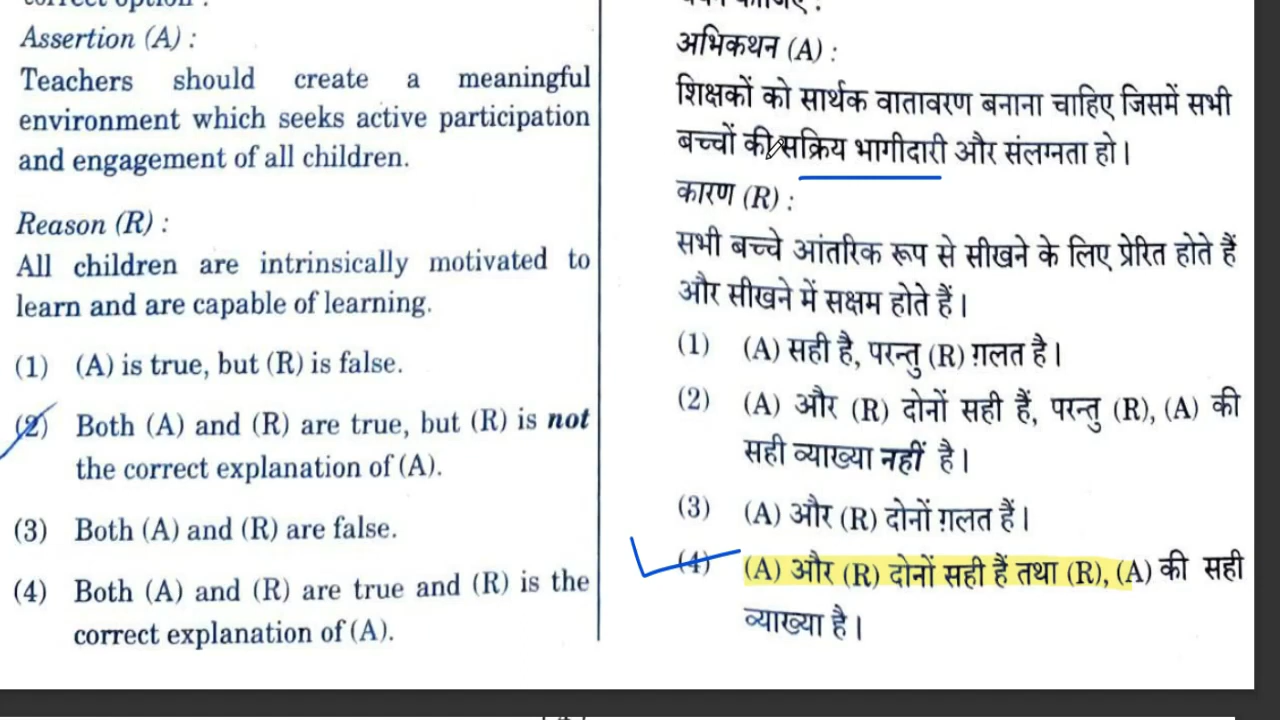 correct option :
Assertion (A) :
Teachers should create a meaningful
environment which seeks active participation
and engagement of all children.
Reason (R) :
All children are intrinsically motivated to
learn and are capable of learning.
(1) (A) is true, but (R) is false.
(2) Both (A) and (R) are true, but (R) is not
the correct explanation of (A).
(3) Both (A) and (R) are false.
(4) Both (A) and (R) are true and (R) is the
correct explanation of (A).
अभिकथन (A) :
शिक्षकों को सार्थक वातावरण बनाना चाहिए जिसमें सभी
बच्चों की सक्रिय भागीदारी और संलग्नता हो।
कारण (R) :
सभी बच्चे आंतरिक रूप से सीखने के लिए प्रेरित होते हैं
और सीखने में सक्षम होते हैं।
(1) (A) सही है, परन्तु (R) ग़लत है।
(2) (A) और (R) दोनों सही हैं, परन्तु (R), (A) की
सही व्याख्या नहीं है।
(3) (A) और (R) दोनों ग़लत हैं।
(4) (A) और (R) दोनों सही हैं तथा (R), (A) की सही
व्याख्या है।